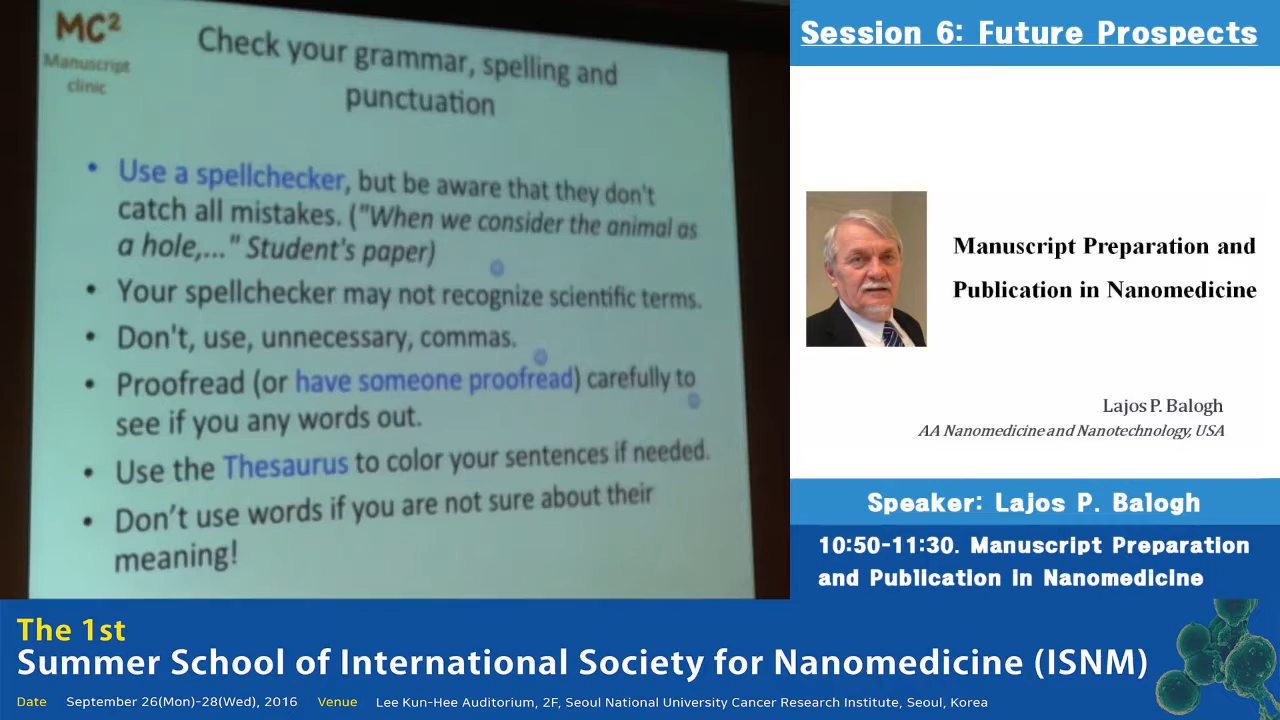 MC²
Manuscript
clinic
Check your grammar, spelling and
punctuation
• Use a spellchecker, but be aware that they don't
catch all mistakes. ("When we consider the animal as
a hole,..." Student's paper)
• Your spellchecker may not recognize scientific terms.
• Don't, use, unnecessary, commas.
• Proofread (or have someone proofread) carefully to
see if you any words out.
• Use the Thesaurus to color your sentences if needed.
• Don't use words if you are not sure about their
meaning!
Session 6: Future Prospects
Manuscript Preparation and
Publication in Nanomedicine
Lajos P. Balogh
AA Nanomedicine and Nanotechnology, USA
Speaker: Lajos P. Balogh
10:50-11:30. Manuscript Preparation
and Publication in Nanomedicine
The 1st
Summer School of International Society for Nanomedicine (ISNM)
Date September 26(Mon)-28(Wed), 2016 Venue Lee Kun-Hee Auditorium, 2F, Seoul National University Cancer Research Institute, Seoul, Korea